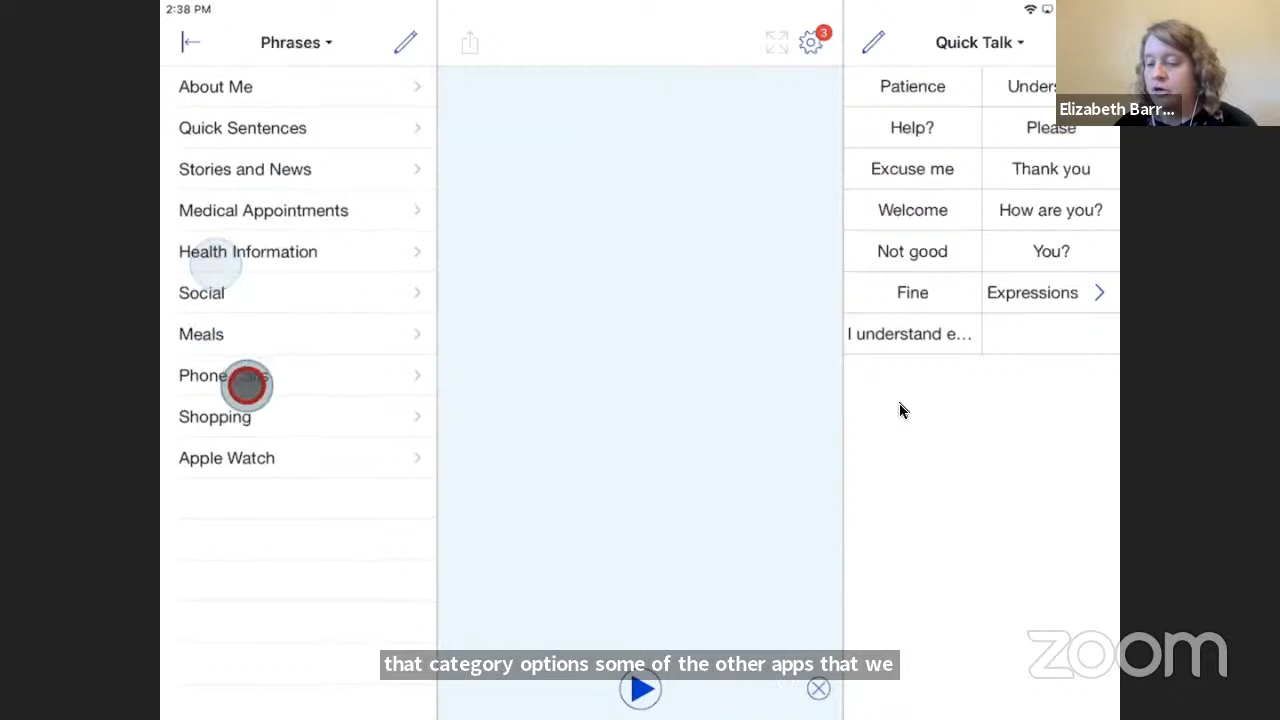 2:38 PM
Phrases
3
Quick Talk
About Me
Quick Sentences
Stories and News
Medical Appointments
Health Information
Social
Meals
Phone
Shopping
Apple Watch
Patience
Help? Please
Excuse me Thank you
Welcome How are you?
Not good You?
Fine Expressions
I understand e...
Elizabeth Barr...
that category options some of the other apps that we
zoom